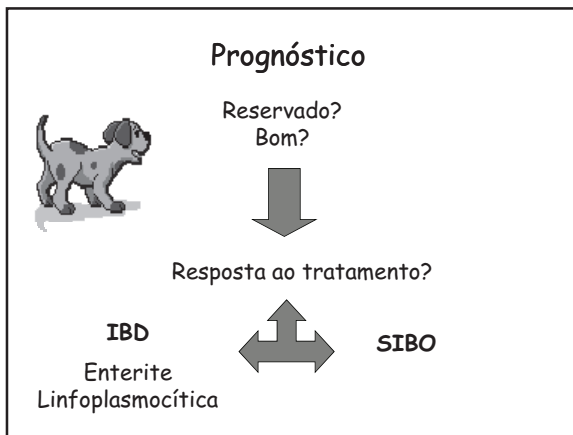 Prognóstico
Reservado?
Bom?
Resposta ao tratamento?
IBD
Enterite
Linfoplasmocítica
SIBO